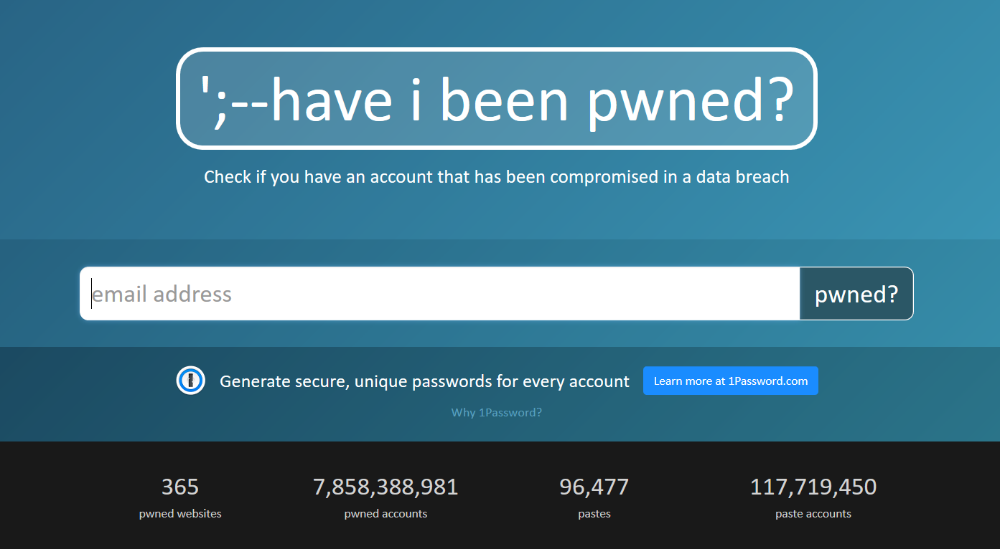 ';--have i been pwned?
Check if you have an account that has been compromised in a data breach
email address
pwned?
Generate secure, unique passwords for every account
Learn more at 1Password.com
Why 1Password?
365
pwned websites
7,858,388,981
pwned accounts
96,477
pastes
117,719,450
paste accounts